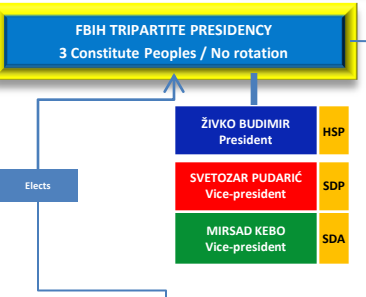 FBIH TRIPARTITE PRESIDENCY
3 Constitute Peoples / No rotation
ŽIVKO BUDIMIR
President
HSP
Elects
SVETOZAR PUDARIĆ
Vice-president
SDP
MIRSAD KEBO
Vice-president
SDA